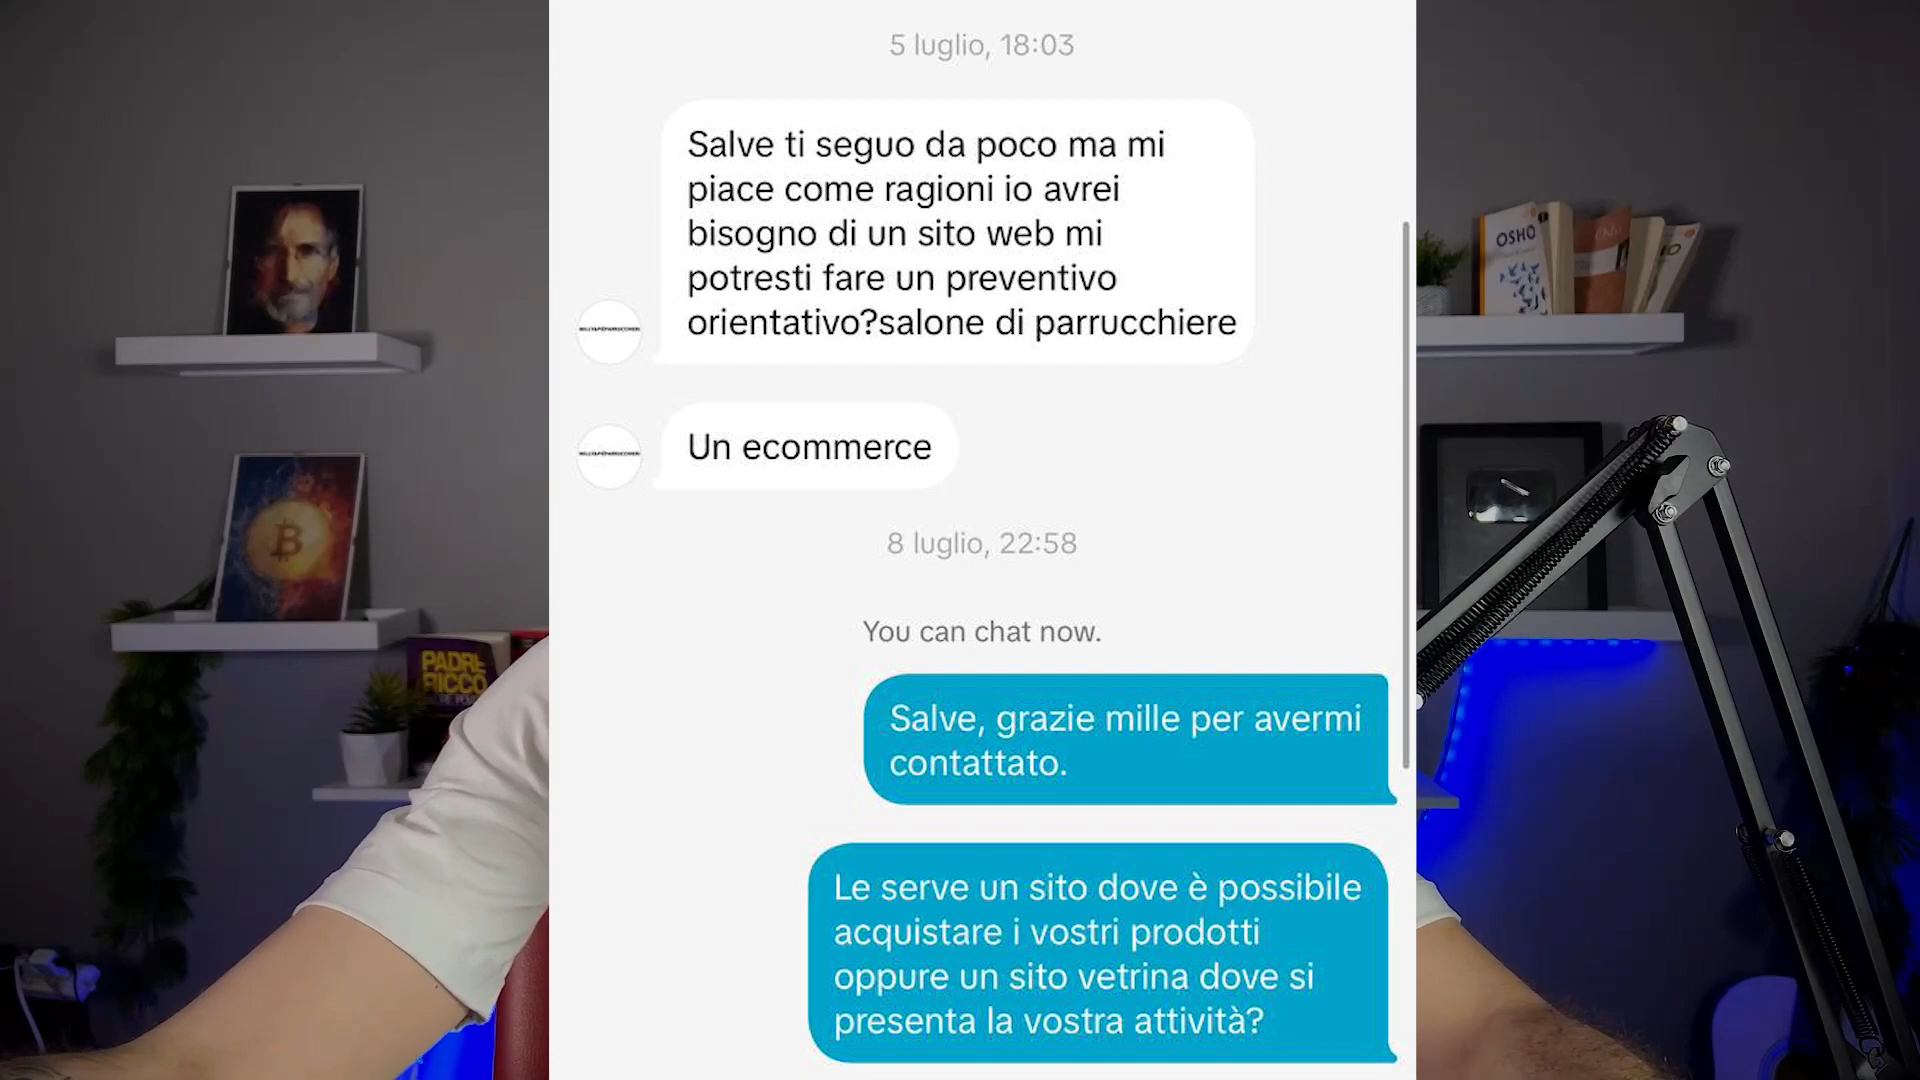 5 luglio, 18:03
Salve ti seguo da poco ma mi
piace come ragioni io avrei
bisogno di un sito web mi
potresti fare un preventivo
orientativo?salone di parrucchiere
Un ecommerce
8 luglio, 22:58
You can chat now.
Salve, grazie mille per avermi
contattato.
Le serve un sito dove è possibile
acquistare i vostri prodotti
oppure un sito vetrina dove si
presenta la vostra attività?
OSHO
Osho
PADRE
RICCO